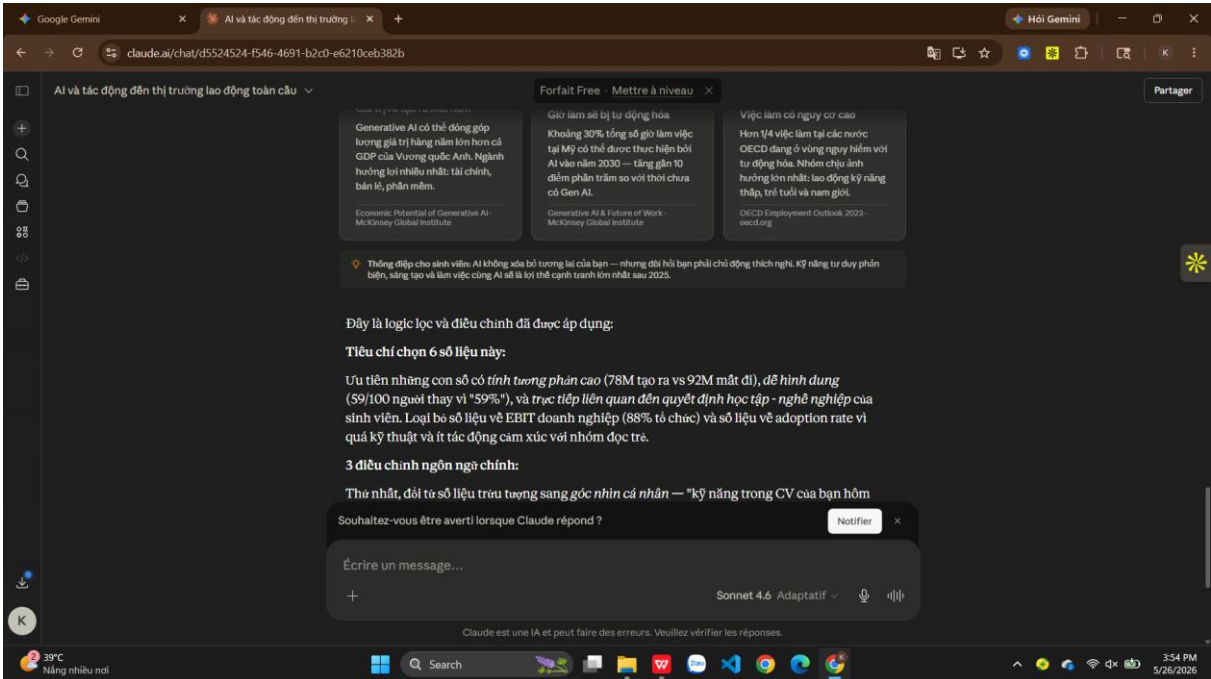 Google Gemini
AI và tác động đến thị trường l
Hỏi Gemini
claude.ai/chat/d5524524-f546-4691-b2c0-e6210ceb382b
K
AI và tác động đến thị trường lao động toàn cầu
Forfait Free · Mettre à niveau
Partager
Generative AI có thể đóng góp
lượng giá trị hàng năm lớn hơn cả
GDP của Vương quốc Anh. Ngành
hưởng lợi nhiều nhất: tài chính,
bán lẻ, phần mềm.
Economic Potential of Generative AI -
McKinsey Global Institute
Giờ làm sẽ bị tự động hóa
Khoảng 30% tổng số giờ làm việc
tại Mỹ có thể được thực hiện bởi
AI vào năm 2030 — tăng gần 10
điểm phần trăm so với thời chưa
có Gen AI.
Generative AI & Future of Work -
McKinsey Global Institute
Việc làm có nguy cơ cao
Hơn 1/4 việc làm tại các nước
OECD đang ở vùng nguy hiểm với
tự động hóa. Nhóm chịu ảnh
hưởng lớn nhất: lao động kỹ năng
thấp, trẻ tuổi và nam giới.
OECD Employment Outlook 2023 -
oecd.org
Thông điệp cho sinh viên: AI không xóa bỏ tương lai của bạn — nhưng đòi hỏi bạn phải chủ động thích nghi. Kỹ năng tư duy phản
biện, sáng tạo và làm việc cùng AI sẽ là lợi thế cạnh tranh lớn nhất sau 2025.
Đây là logic lọc và điều chỉnh đã được áp dụng:
Tiêu chí chọn 6 số liệu này:
Ưu tiên những con số có tính tương phản cao (78M tạo ra vs 92M mất đi), dễ hình dung
(59/100 người thay vì "59%"), và trực tiếp liên quan đến quyết định học tập - nghề nghiệp của
sinh viên. Loại bỏ số liệu về EBIT doanh nghiệp (88% tổ chức) và số liệu về adoption rate vì
quá kỹ thuật và ít tác động cảm xúc với nhóm đọc trẻ.
3 điều chỉnh ngôn ngữ chính:
Thứ nhất, đổi từ số liệu trừu tượng sang góc nhìn cá nhân — "kỹ năng trong CV của bạn hôm
Souhaitez-vous être averti lorsque Claude répond ?
Notifier
Écrire un message...
Sonnet 4.6 Adaptatif
Claude est une IA et peut faire des erreurs. Veuillez vérifier les réponses.
K
2
39°C
Nắng nhiều nơi
Search
Zalo
3:54 PM
5/26/2026